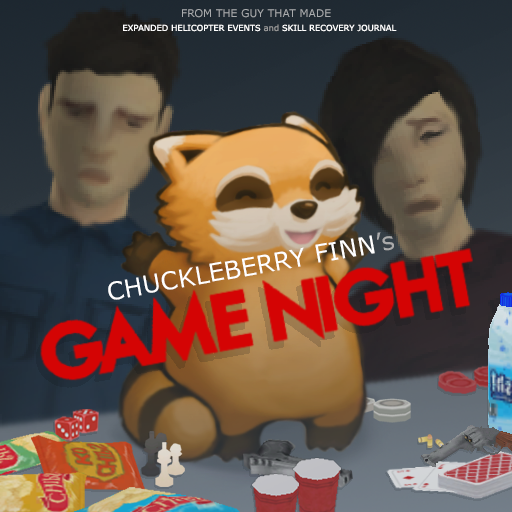 FROM THE GUY THAT MADE
EXPANDED HELICOPTER EVENTS and SKILL RECOVERY JOURNAL
CHUCKLEBERRY FINN's
GAME NIGHT